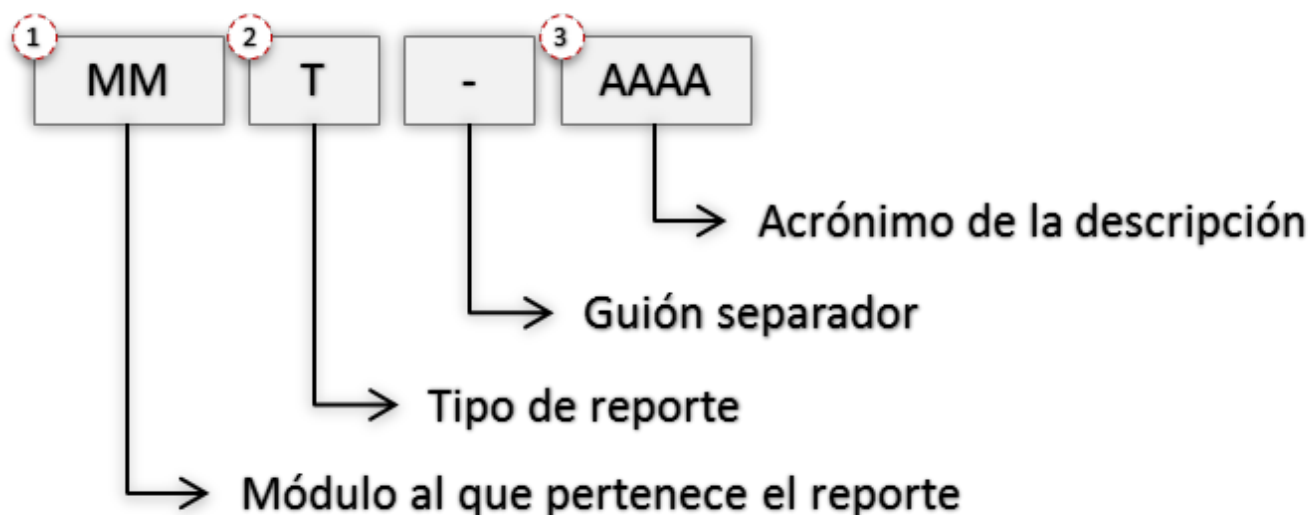 1 2 3
MM T - AAAA
Acrónimo de la descripción
Guión separador
Tipo de reporte
Módulo al que pertenece el reporte